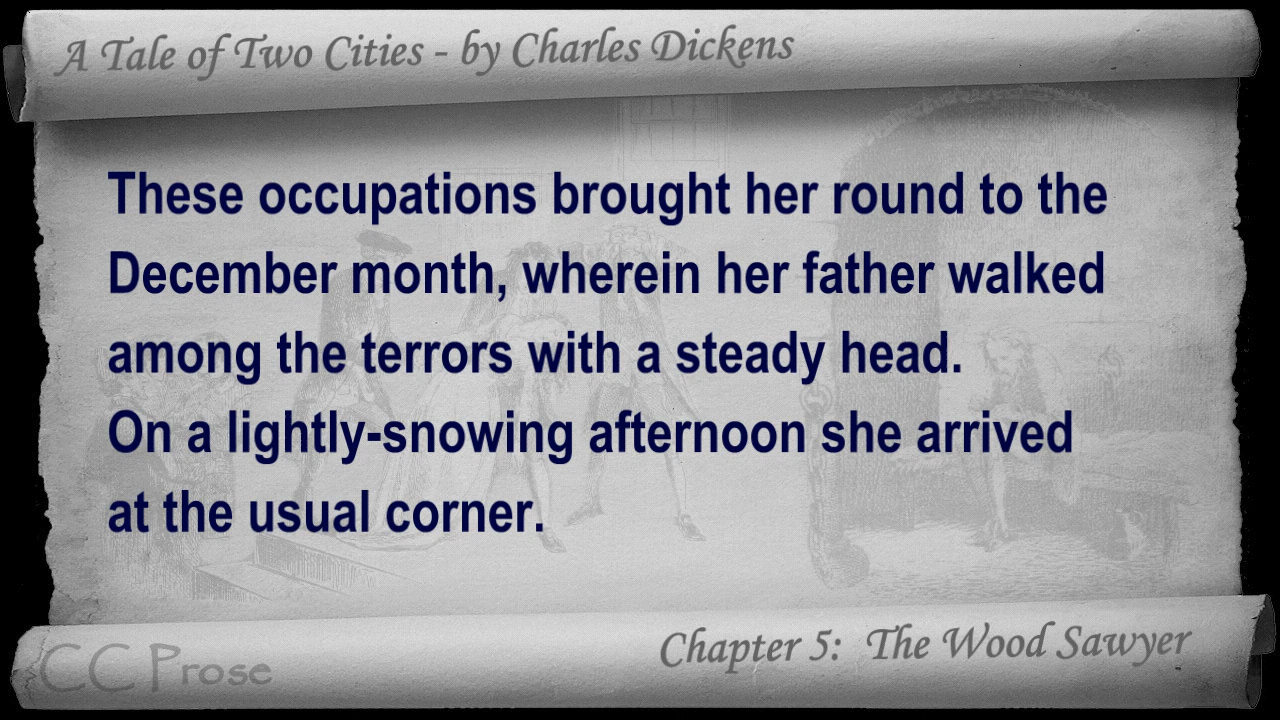 A Tale of Two Cities - by Charles Dickens
These occupations brought her round to the
December month, wherein her father walked
among the terrors with a steady head.
On a lightly-snowing afternoon she arrived
at the usual corner.
Chapter 5: The Wood Sawyer
CC Prose